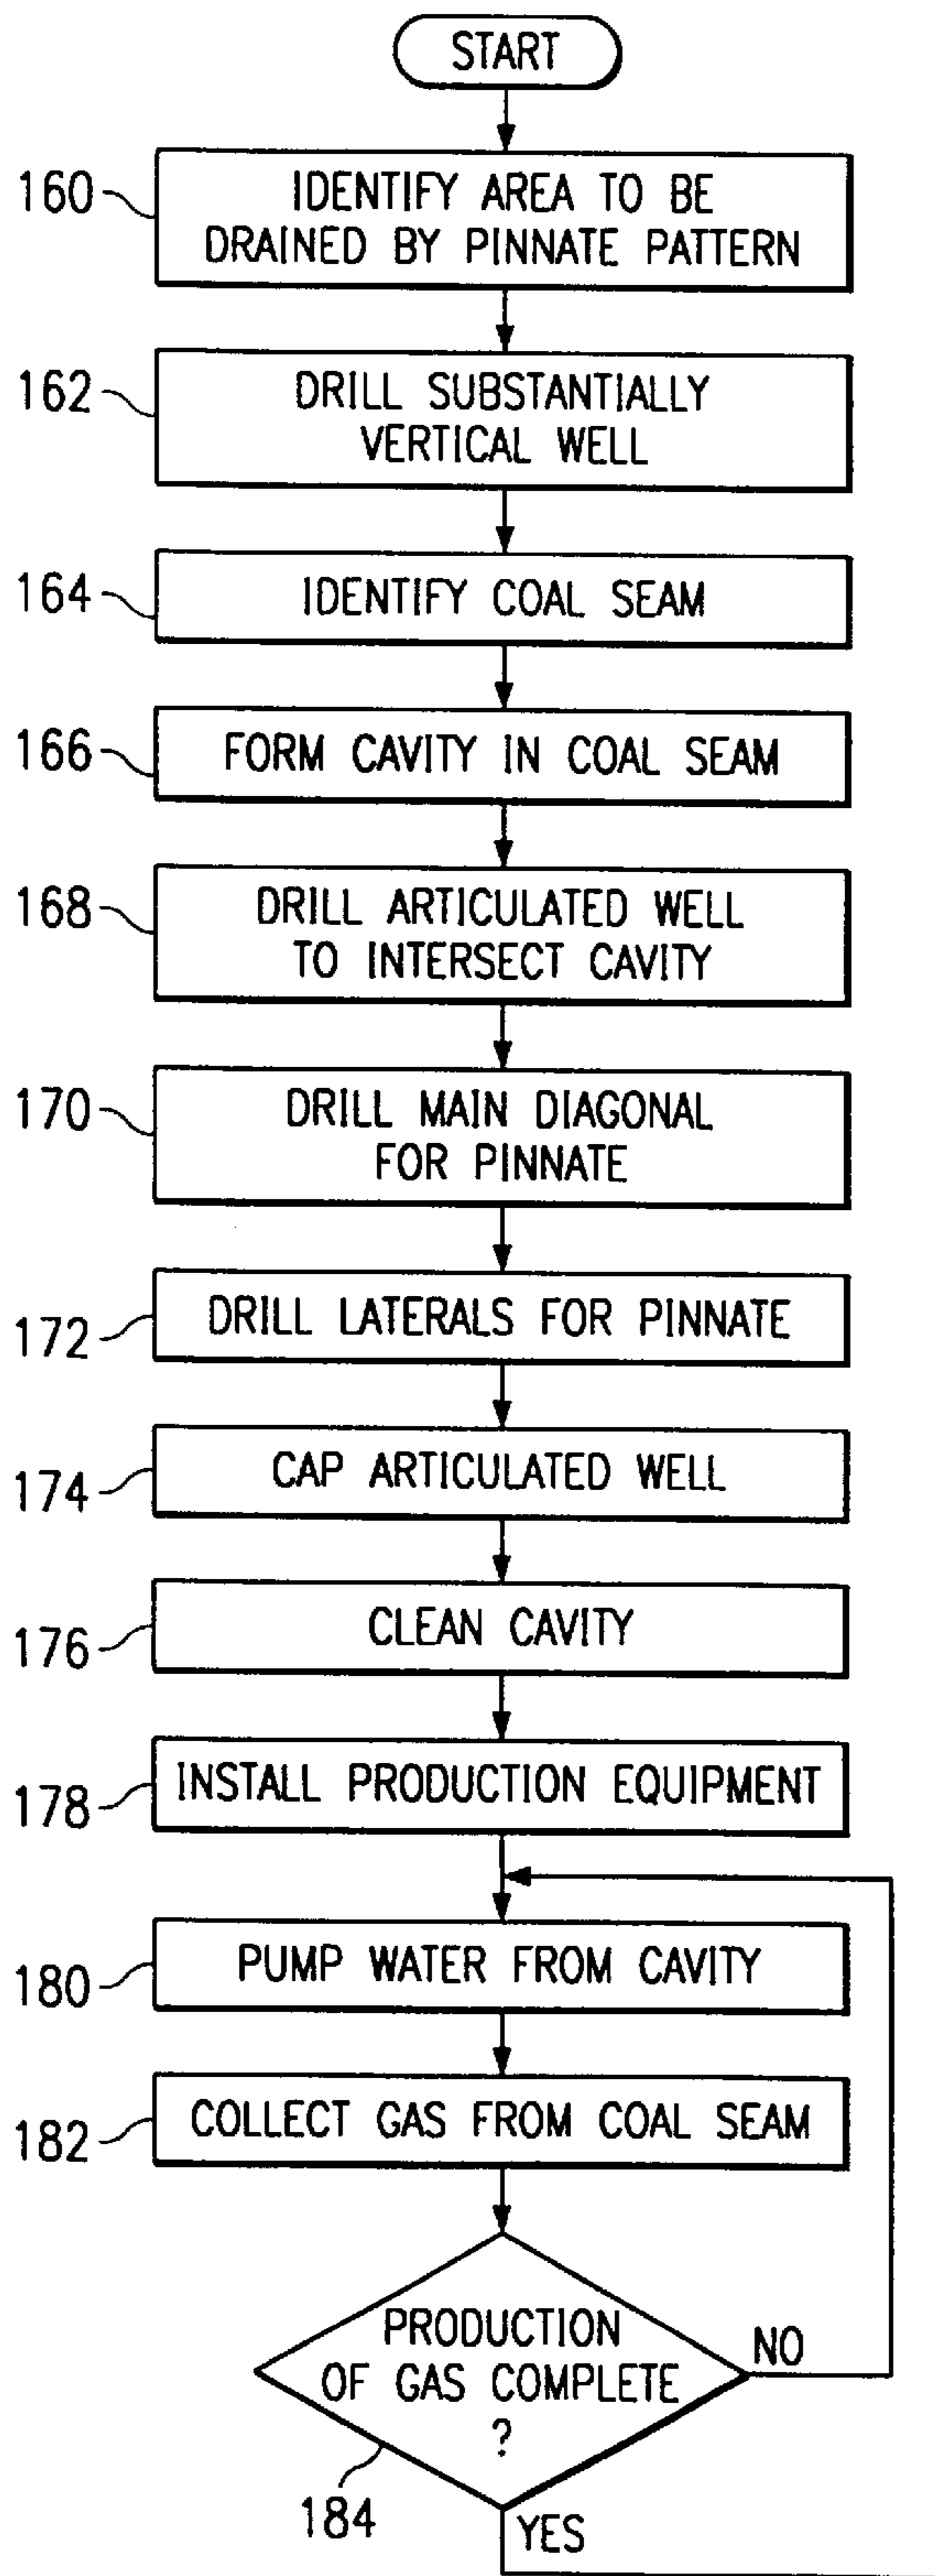 START
160
IDENTIFY AREA TO BE
DRAINED BY PINNATE PATTERN
162
DRILL SUBSTANTIALLY
VERTICAL WELL
164
IDENTIFY COAL SEAM
166
FORM CAVITY IN COAL SEAM
168
DRILL ARTICULATED WELL
TO INTERSECT CAVITY
170
DRILL MAIN DIAGONAL
FOR PINNATE
172
DRILL LATERALS FOR PINNATE
174
CAP ARTICULATED WELL
176
CLEAN CAVITY
178
INSTALL PRODUCTION EQUIPMENT
180
PUMP WATER FROM CAVITY
182
COLLECT GAS FROM COAL SEAM
PRODUCTION
OF GAS COMPLETE
?
NO
184
YES